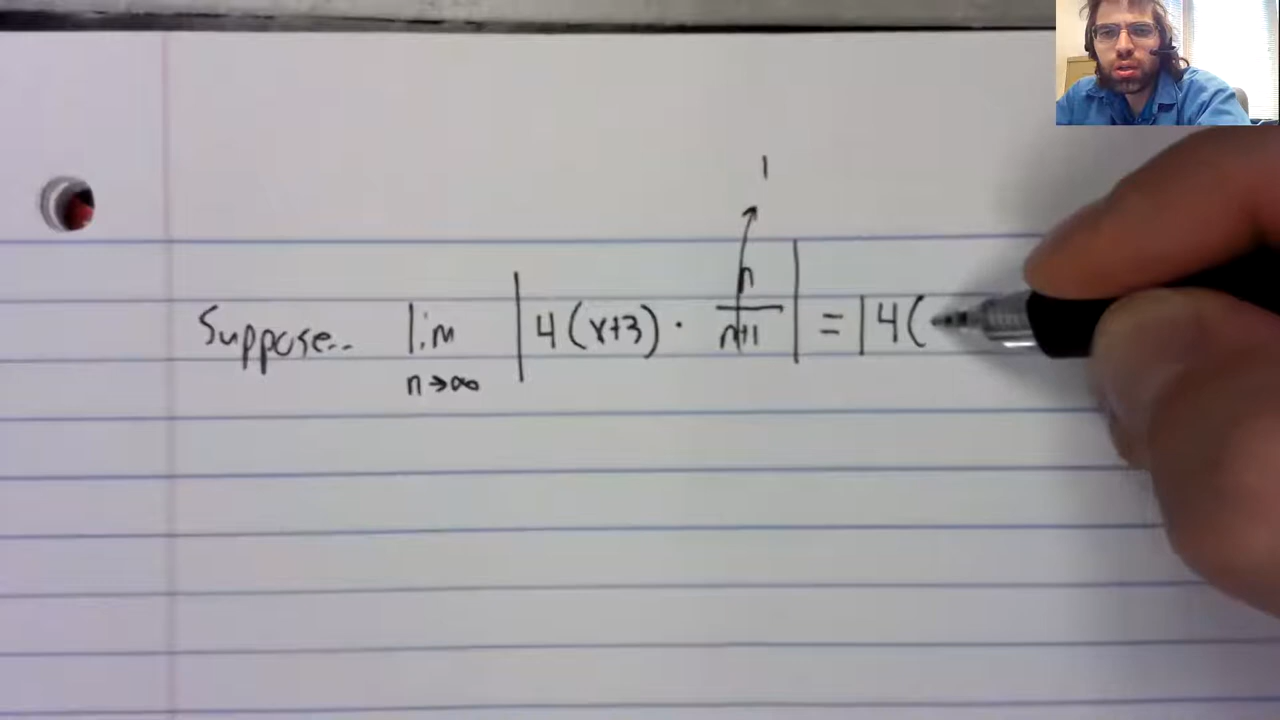 1
Suppose.. lim n→∞ | 4(x+3) · n/(n+1) | = |4(